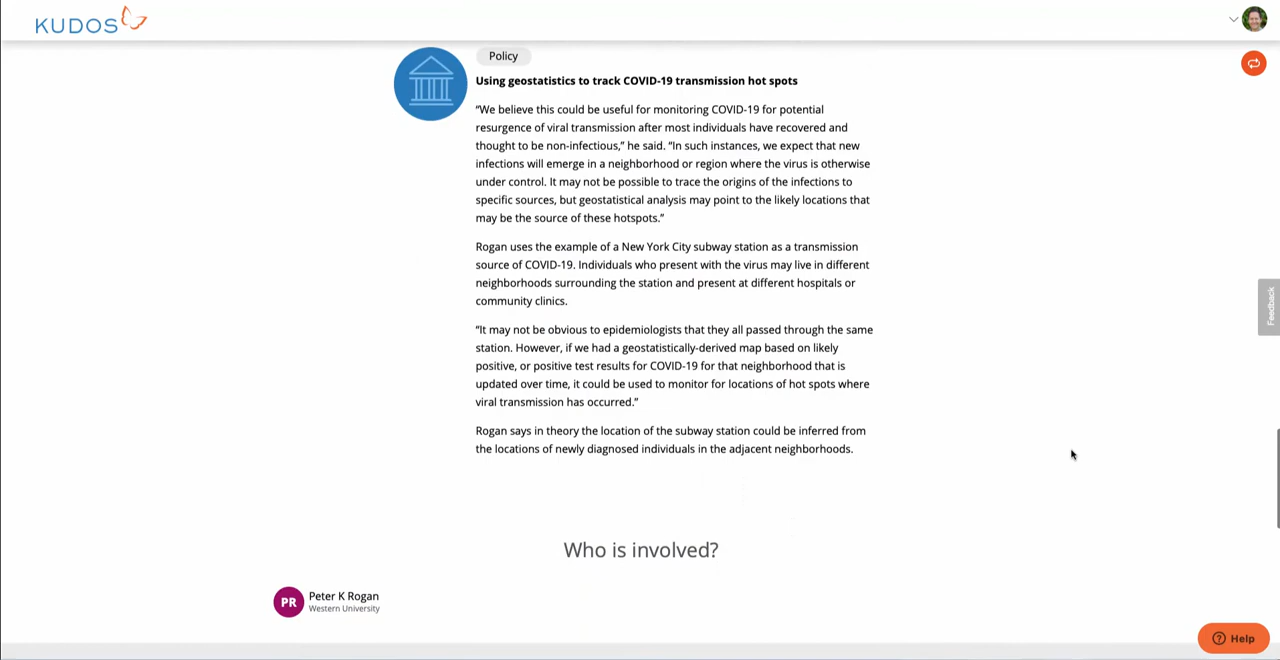 KUDOS
Policy
Using geostatistics to track COVID-19 transmission hot spots
“We believe this could be useful for monitoring COVID-19 for potential
resurgence of viral transmission after most individuals have recovered and
thought to be non-infectious,” he said. “In such instances, we expect that new
infections will emerge in a neighborhood or region where the virus is otherwise
under control. It may not be possible to trace the origins of the infections to
specific sources, but geostatistical analysis may point to the likely locations that
may be the source of these hotspots.”
Rogan uses the example of a New York City subway station as a transmission
source of COVID-19. Individuals who present with the virus may live in different
neighborhoods surrounding the station and present at different hospitals or
community clinics.
“It may not be obvious to epidemiologists that they all passed through the same
station. However, if we had a geostatistically-derived map based on likely
positive, or positive test results for COVID-19 for that neighborhood that is
updated over time, it could be used to monitor for locations of hot spots where
viral transmission has occurred.”
Rogan says in theory the location of the subway station could be inferred from
the locations of newly diagnosed individuals in the adjacent neighborhoods.
Feedback
Who is involved?
PR
Peter K Rogan
Western University
? Help